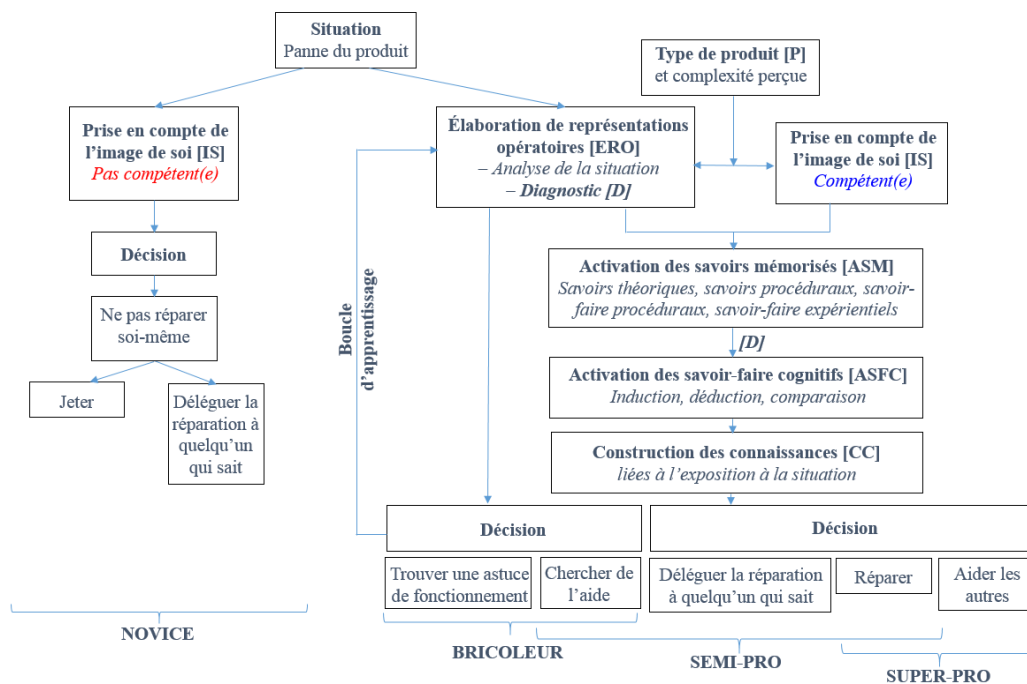 Situation
Panne du produit
Type de produit [P]
et complexité perçue
Prise en compte de
l’image de soi [IS]
Pas compétent(e)
Élaboration de représentations
opératoires [ERO]
– Analyse de la situation
– Diagnostic [D]
Prise en compte de
l’image de soi [IS]
Compétent(e)
Décision
Activation des savoirs mémorisés [ASM]
Savoirs théoriques, savoirs procéduraux, savoir-
faire procéduraux, savoir-faire expérientiels
Ne pas réparer
soi-même
Boucle
d’apprentissage
[D]
Activation des savoir-faire cognitifs [ASFC]
Induction, déduction, comparaison
Jeter
Déléguer la
réparation à
quelqu’un
qui sait
Construction des connaissances [CC]
liées à l’exposition à la situation
Décision
Décision
Trouver une astuce
de fonctionnement
Chercher de
l’aide
Déléguer la réparation
à quelqu’un qui sait
Réparer
Aider les
autres
NOVICE
BRICOLEUR
SEMI-PRO
SUPER-PRO